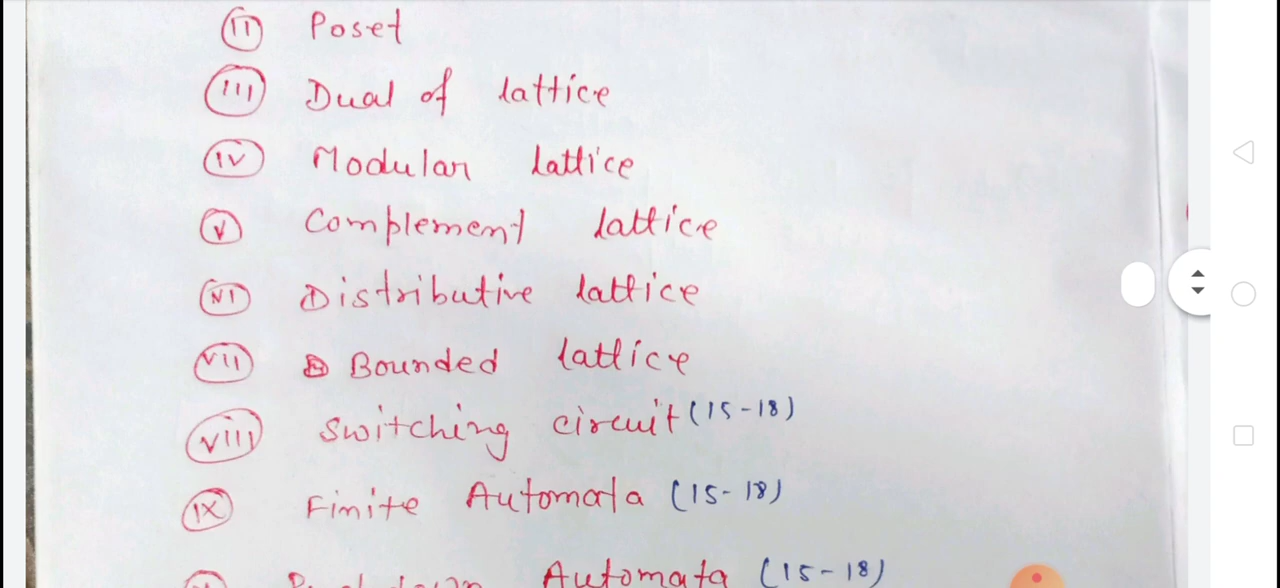 (ii) Poset
(iii) Dual of lattice
(iv) Modular lattice
(v) Complement lattice
(vi) Distributive lattice
(vii) Bounded lattice
(viii) Switching circuit (15-18)
(ix) Finite Automata (15-18)
Automata (15-18)